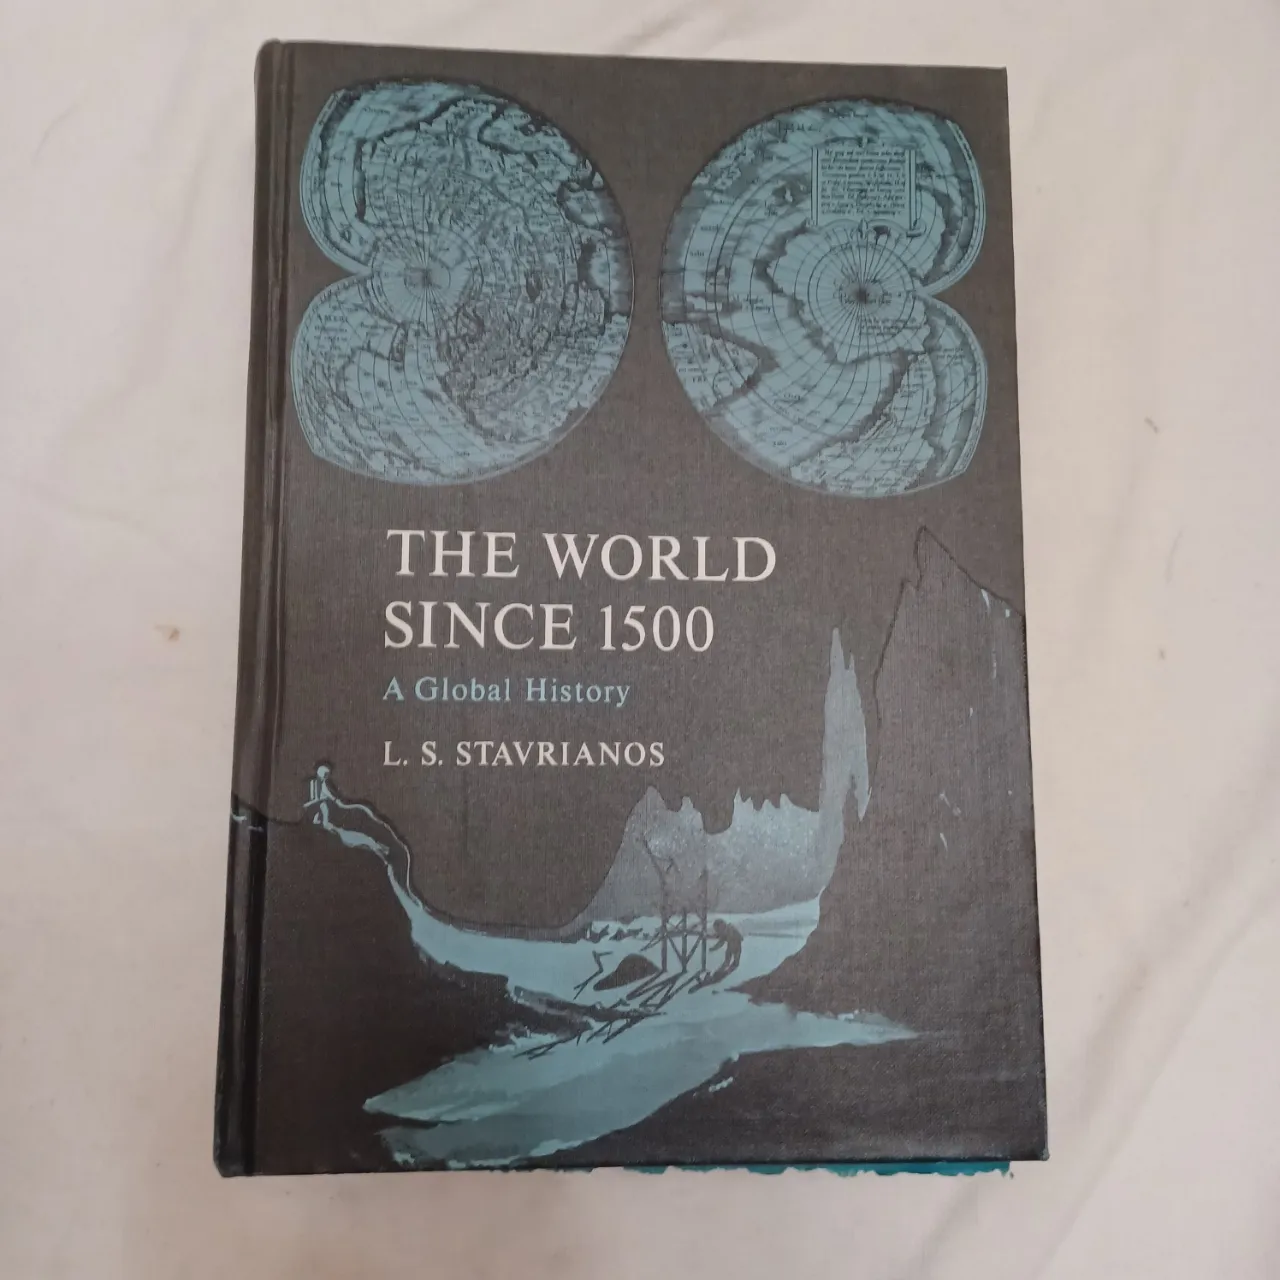 THE WORLD
SINCE 1500
A Global History
L. S. STAVRIANOS